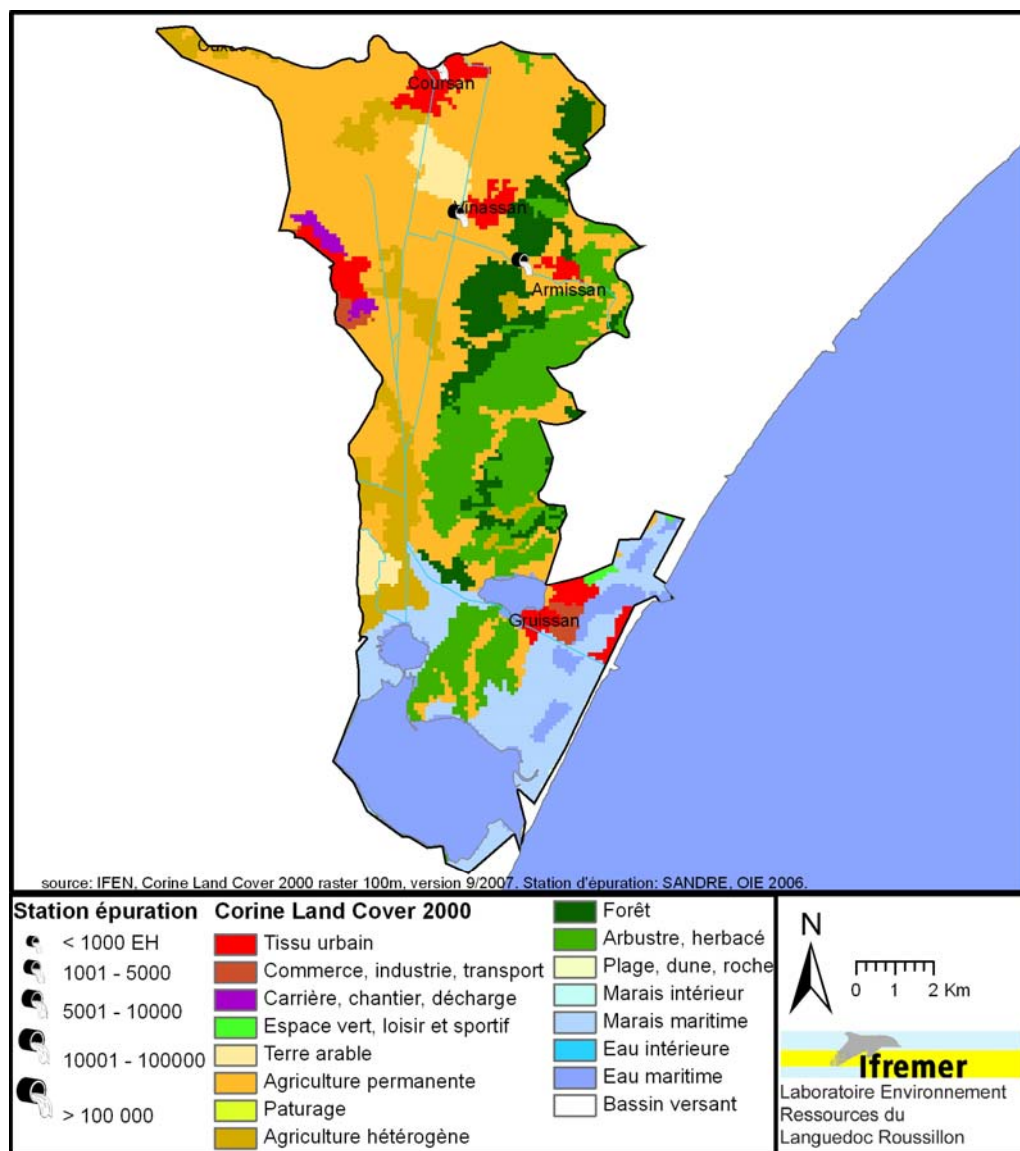 Coursan
Vinassan
Armissan
Gruissan
source: IFEN, Corine Land Cover 2000 raster 100m, version 9/2007. Station d'épuration: SANDRE, OIE 2006.
Station épuration
< 1000 EH
1001 - 5000
5001 - 10000
10001 - 100000
> 100 000
Corine Land Cover 2000
Tissu urbain
Commerce, industrie, transport
Carrière, chantier, décharge
Espace vert, loisir et sportif
Terre arable
Agriculture permanente
Paturage
Agriculture hétérogène
Forêt
Arbustre, herbacé
Plage, dune, roche
Marais intérieur
Marais maritime
Eau intérieure
Eau maritime
Bassin versant
N
0 1 2 Km
Ifremer
Laboratoire Environnement
Ressources du
Languedoc Roussillon